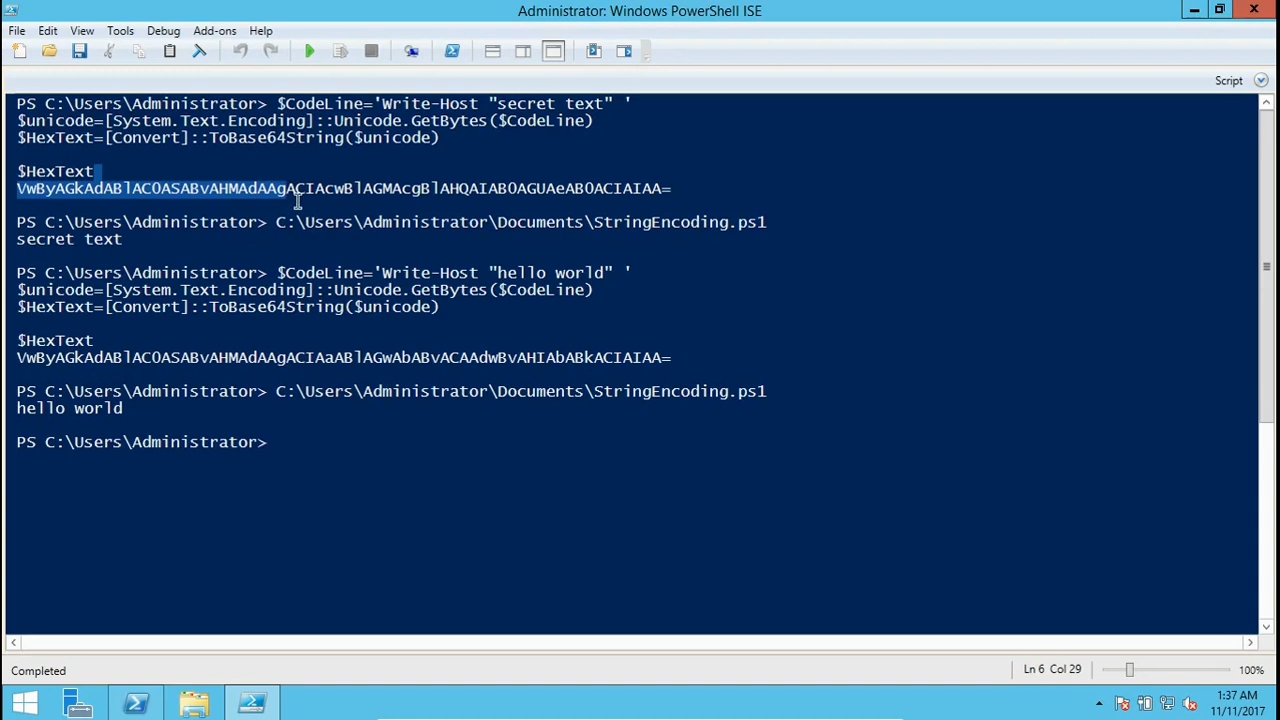 Administrator: Windows PowerShell ISE
File Edit View Tools Debug Add-ons Help
Script
PS C:\Users\Administrator> $CodeLine='Write-Host "secret text" '
$unicode=[System.Text.Encoding]::Unicode.GetBytes($CodeLine)
$HexText=[Convert]::ToBase64String($unicode)
$HexText
VwByAGkAdABlAC0ASABvAHMAdAAgACIAcwBlAGMAcgBlAHQAIAB0AGUAeAB0ACIAIAA=
PS C:\Users\Administrator> C:\Users\Administrator\Documents\StringEncoding.ps1
secret text
PS C:\Users\Administrator> $CodeLine='Write-Host "hello world" '
$unicode=[System.Text.Encoding]::Unicode.GetBytes($CodeLine)
$HexText=[Convert]::ToBase64String($unicode)
$HexText
VwByAGkAdABlAC0ASABvAHMAdAAgACIAaABlAGwAbABvACAAdwBvAHIAbABkACIAIAA=
PS C:\Users\Administrator> C:\Users\Administrator\Documents\StringEncoding.ps1
hello world
PS C:\Users\Administrator>
Completed Ln 6 Col 29 100%
1:37 AM
11/11/2017